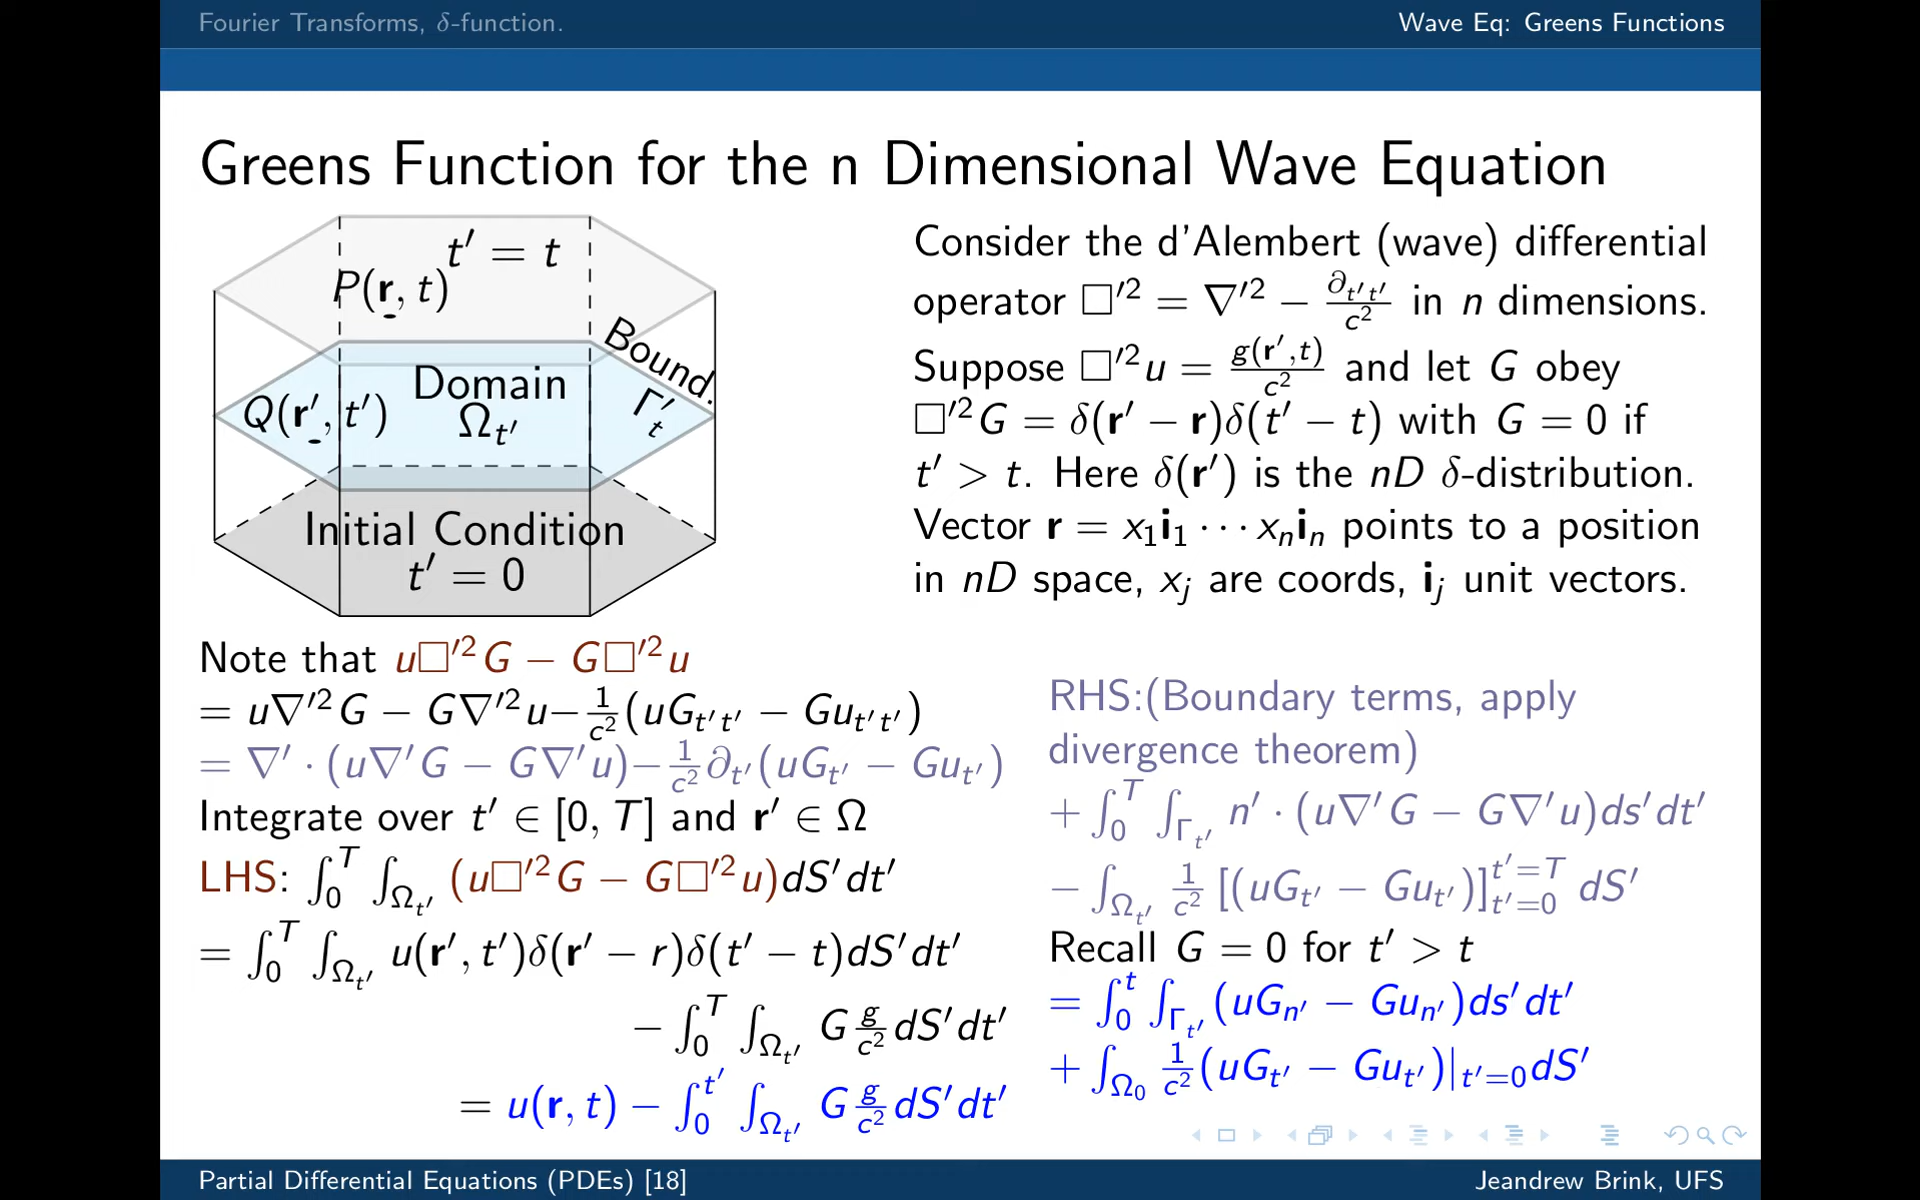 Fourier Transforms, δ-function.
Wave Eq: Greens Functions
Greens Function for the n Dimensional Wave Equation
t′ = t
P(r, t)
Bound.
Γ′ₜ
Domain
Q(r′, t′)
Ω_{t′}
Initial Condition
t′ = 0
Consider the d'Alembert (wave) differential
operator □′² = ∇′² − ∂_{t′t′}/c² in n dimensions.
Suppose □′²u = g(r′,t)/c² and let G obey
□′²G = δ(r′ − r)δ(t′ − t) with G = 0 if
t′ > t. Here δ(r′) is the nD δ-distribution.
Vector r = x₁i₁ ⋯ xₙiₙ points to a position
in nD space, x_j are coords, i_j unit vectors.
Note that u□′²G − G□′²u
= u∇′²G − G∇′²u − 1/c² (uG_{t′t′} − Gu_{t′t′})
= ∇′ · (u∇′G − G∇′u) − 1/c² ∂_{t′}(uG_{t′} − Gu_{t′})
Integrate over t′ ∈ [0, T] and r′ ∈ Ω
LHS: ∫₀^T ∫_{Ω_{t′}} (u□′²G − G□′²u)dS′dt′
= ∫₀^T ∫_{Ω_{t′}} u(r′, t′)δ(r′ − r)δ(t′ − t)dS′dt′
− ∫₀^T ∫_{Ω_{t′}} G g/c² dS′dt′
= u(r, t) − ∫₀^{t′} ∫_{Ω_{t′}} G g/c² dS′dt′
RHS:(Boundary terms, apply
divergence theorem)
+ ∫₀^T ∫_{Γ_{t′}} n′ · (u∇′G − G∇′u)ds′dt′
− ∫_{Ω_{t′}} 1/c² [(uG_{t′} − Gu_{t′})]_{t′=0}^{t′=T} dS′
Recall G = 0 for t′ > t
= ∫₀^t ∫_{Γ_{t′}} (uG_{n′} − Gu_{n′})ds′dt′
+ ∫_{Ω₀} 1/c² (uG_{t′} − Gu_{t′})|_{t′=0}dS′
Partial Differential Equations (PDEs) [18]
Jeandrew Brink, UFS